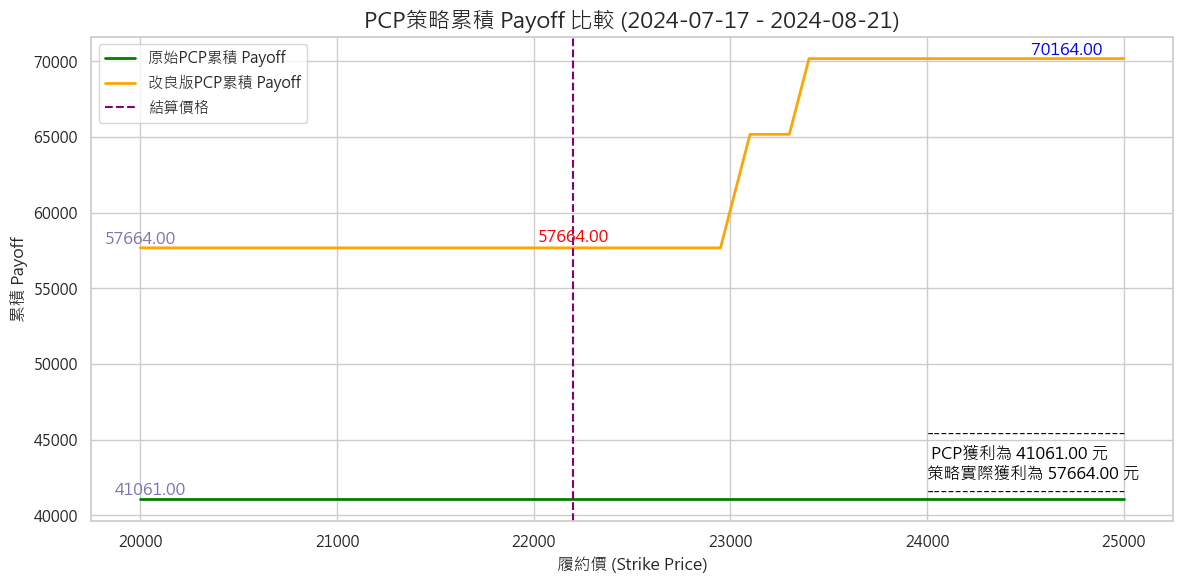 PCP策略累積 Payoff 比較 (2024-07-17 - 2024-08-21)
原始PCP累積 Payoff
改良版PCP累積 Payoff
結算價格
累積 Payoff
70000
65000
60000
55000
50000
45000
40000
70164.00
57664.00
57664.00
41061.00
PCP獲利為 41061.00 元
策略實際獲利為 57664.00 元
20000
21000
22000
23000
24000
25000
履約價 (Strike Price)